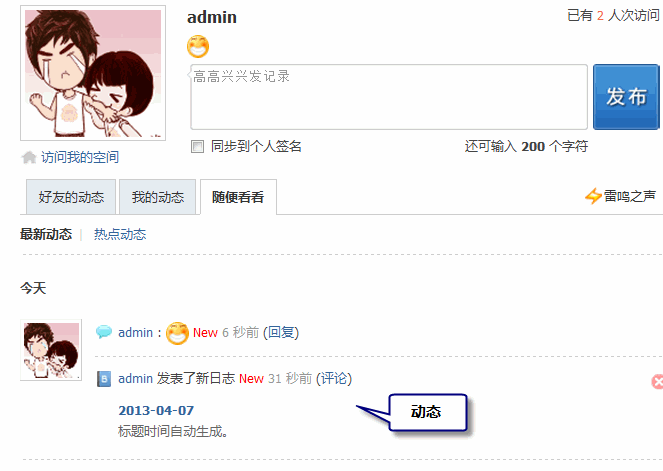 admin
已有 2 人次访问
高高兴兴发记录
发布
同步到个人签名
还可输入 200 个字符
访问我的空间
好友的动态
我的动态
随便看看
雷鸣之声
最新动态 | 热点动态
今天
admin : New 6 秒前 (回复)
B admin 发表了新日志 New 31 秒前 (评论)
2013-04-07
动态
标题时间自动生成。